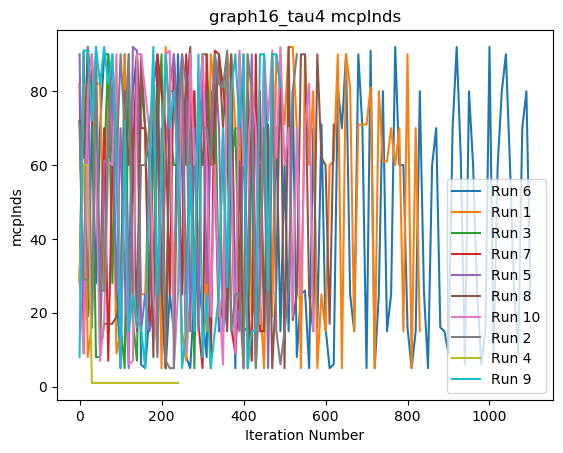 graph16_tau4 mcpInds
mcpInds
80
60
40
20
0
0
200
400
600
800
1000
Iteration Number
Run 6
Run 1
Run 3
Run 7
Run 5
Run 8
Run 10
Run 2
Run 4
Run 9